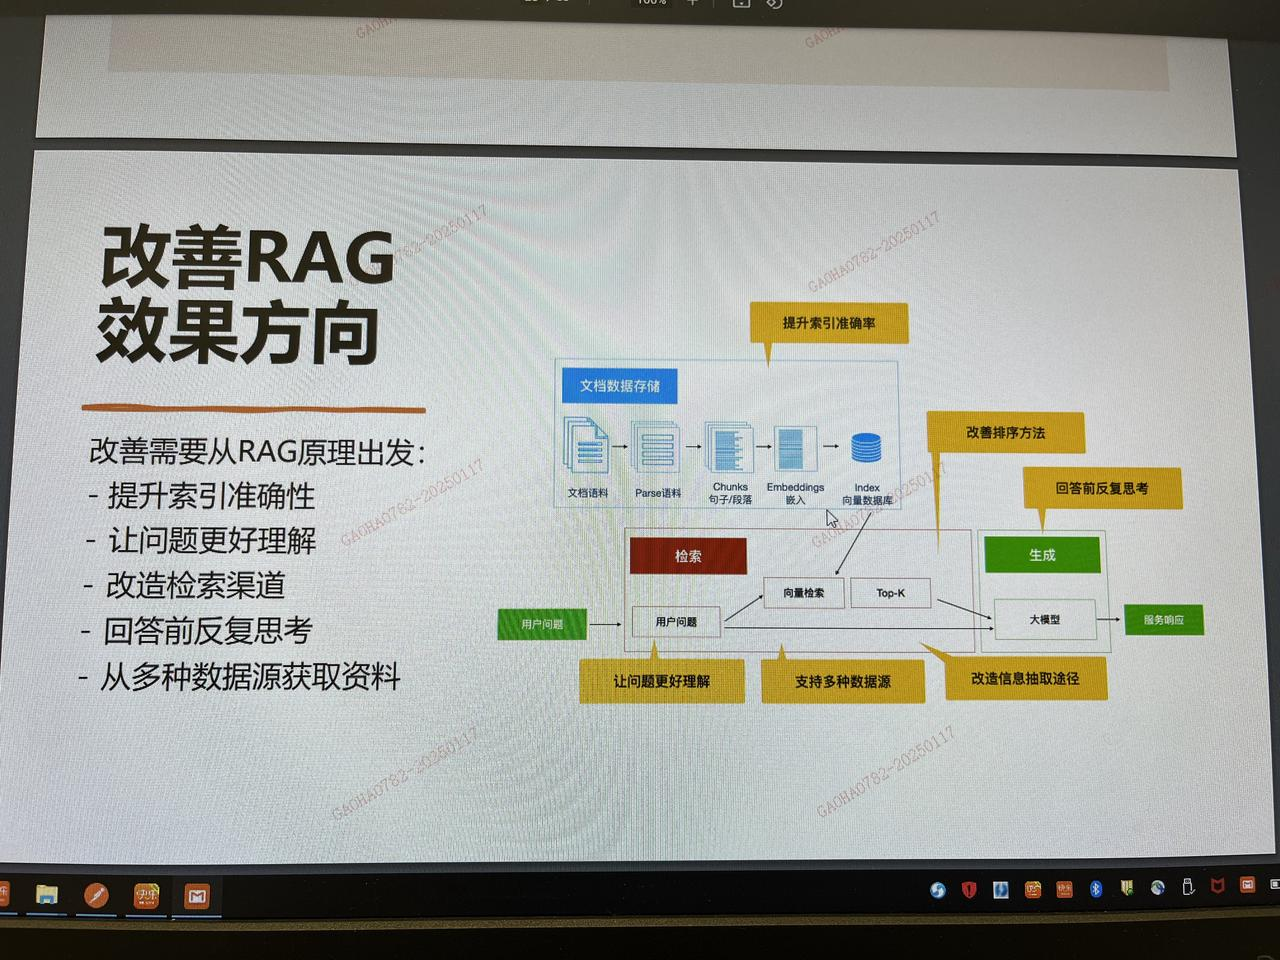 100%
改善RAG
效果方向
改善需要从RAG原理出发：
- 提升索引准确性
- 让问题更好理解
- 改造检索渠道
- 回答前反复思考
- 从多种数据源获取资料
提升索引准确率
文档数据存储
文档语料
Parse语料
Chunks
句子/段落
Embeddings
嵌入
Index
向量数据库
改善排序方法
回答前反复思考
检索
生成
向量检索
Top-K
用户问题
用户问题
大模型
服务响应
让问题更好理解
支持多种数据源
改造信息抽取途径
GAOHAO782-20250117
GAOHAO782-20250117
GAOHAO782-20250117
GAOHAO782-20250117
GAOHAO782-20250117
GAOHAO782-20250117